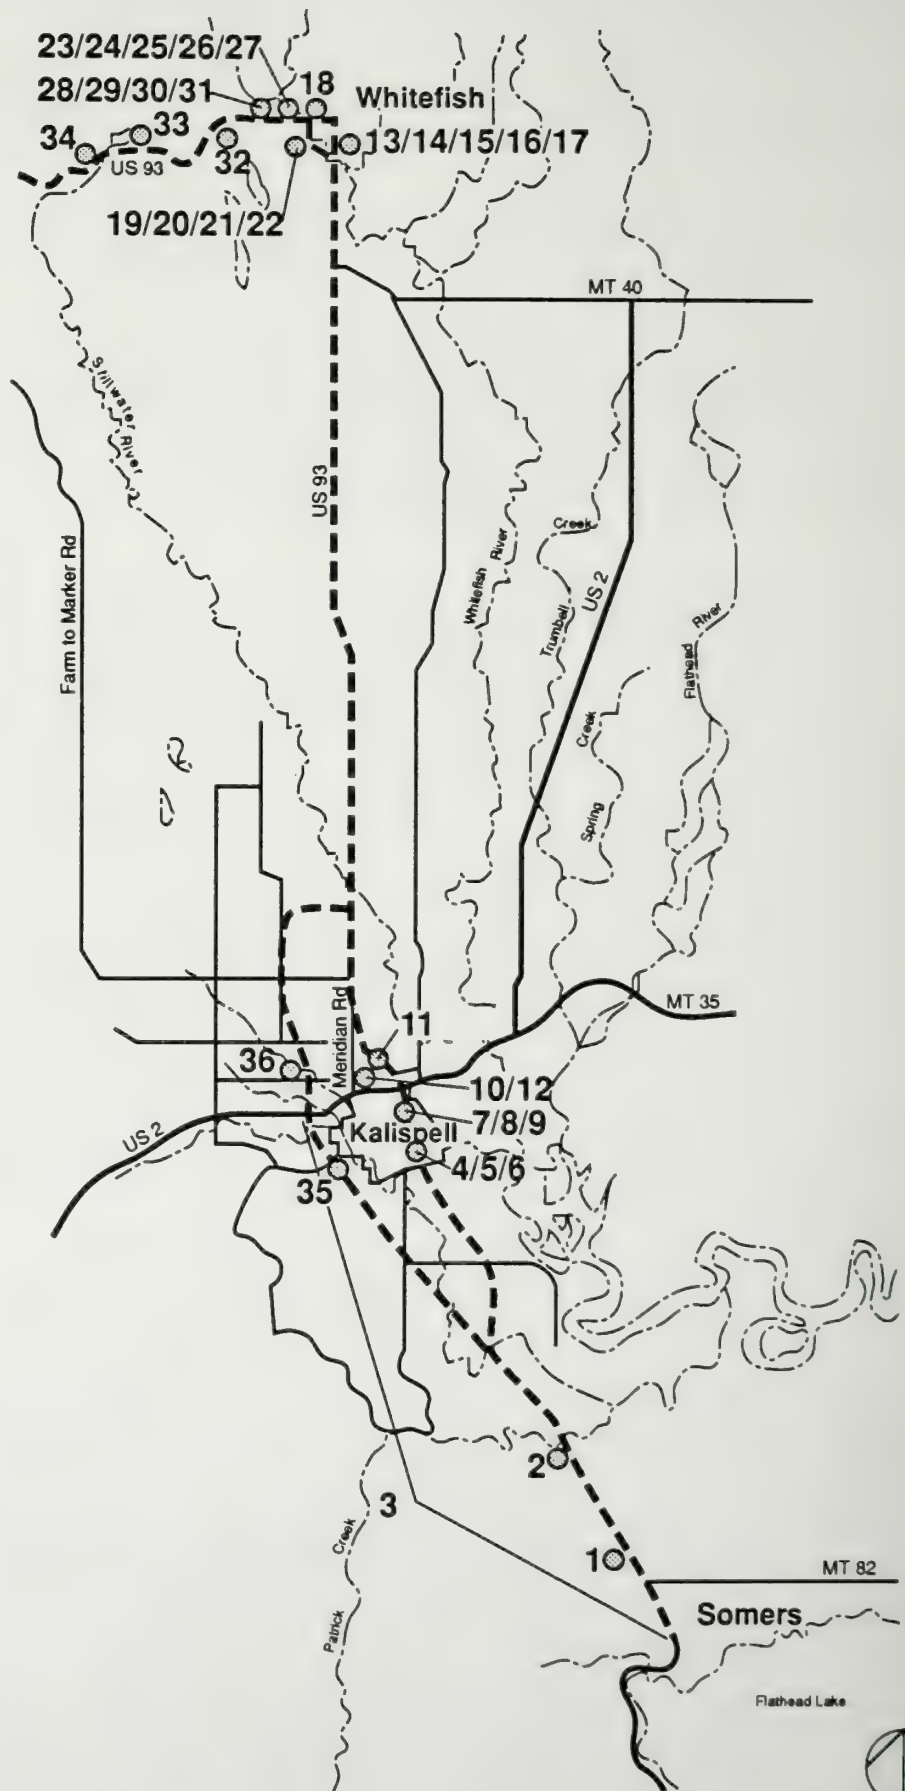 23/24/25/26/27
28/29/30/31
18
Whitefish
34
33
13/14/15/16/17
US 93
32
19/20/21/22
MT 40
Stillwater River
US 93
Farm to Marker Rd
Whitefish River
Creek
Trumbell
US 2
Flathead River
Creek
Spring
MT 35
Meridian Rd
11
36
10/12
7/8/9
US 2
Kalispell
4/5/6
35
2
3
1
MT 82
Creek
Patrick
Somers
Flathead Lake